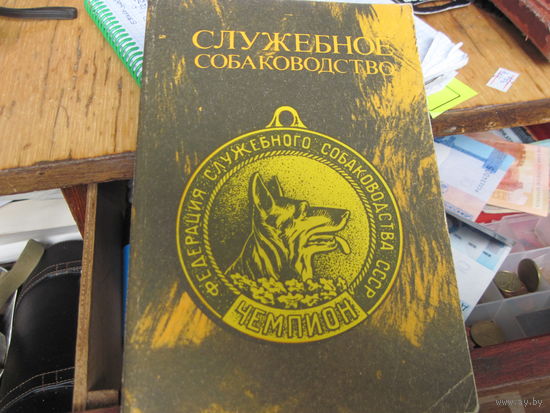 СЛУЖЕБНОЕ
СОБАКОВОДСТВО
ФЕДЕРАЦИЯ СЛУЖЕБНОГО СОБАКОВОДСТВА СССР
ЧЕМПИОН
www.ay.by